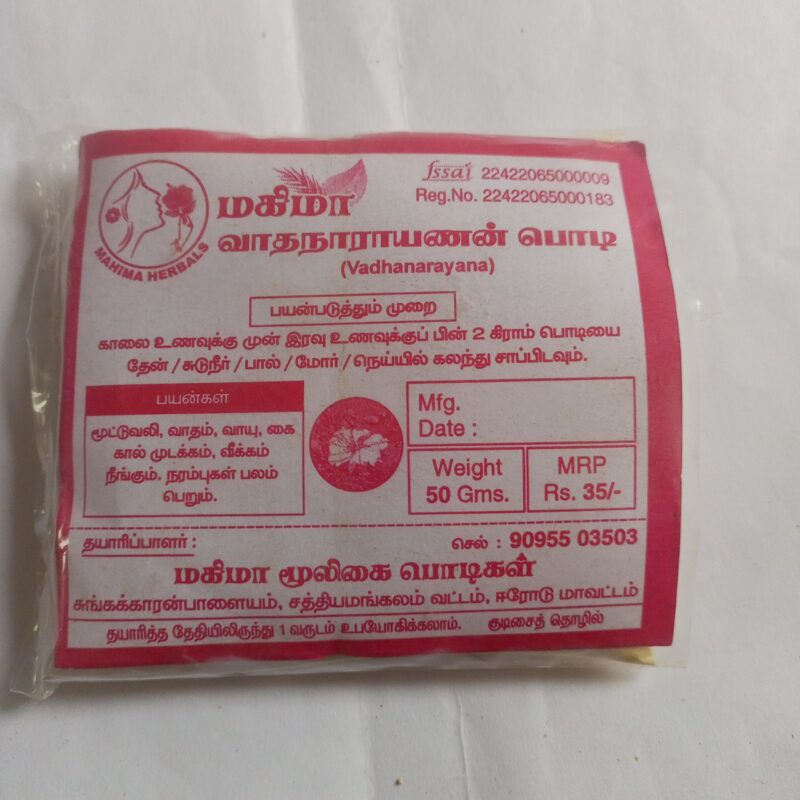 fssai 22422065000009
Reg.No. 22422065000183
MAHIMA HERBALS
மகிமா
வாதநாராயணன் பொடி
(Vadhanarayana)
பயன்படுத்தும் முறை
காலை உணவுக்கு முன் இரவு உணவுக்குப் பின் 2 கிராம் பொடியை
தேன் / சுடுநீர் / பால் / மோர் / நெய்யில் கலந்து சாப்பிடவும்.
பயன்கள்
மூட்டுவலி, வாதம், வாயு, கை
கால் முடக்கம், வீக்கம்
நீங்கும். நரம்புகள் பலம்
பெறும்.
Mfg.
Date :
Weight
50 Gms.
MRP
Rs. 35/-
தயாரிப்பாளர் :
செல் : 90955 03503
மகிமா மூலிகை பொடிகள்
சுங்கக்காரன்பாளையம், சத்தியமங்கலம் வட்டம், ஈரோடு மாவட்டம்
தயாரித்த தேதியிலிருந்து 1 வருடம் உபயோகிக்கலாம். குடிசைத் தொழில்